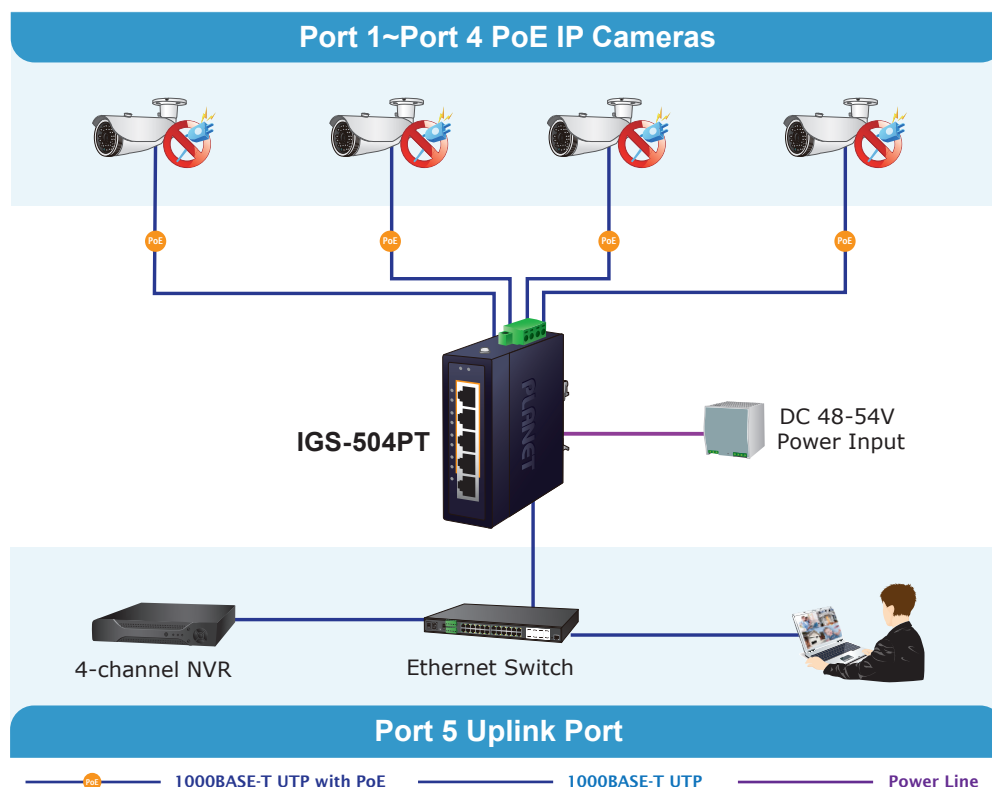 Port 1~Port 4 PoE IP Cameras
PoE
PoE
PoE
PoE
PLANET
IGS-504PT
DC 48-54V
Power Input
4-channel NVR
Ethernet Switch
Port 5 Uplink Port
PoE
1000BASE-T UTP with PoE
1000BASE-T UTP
Power Line